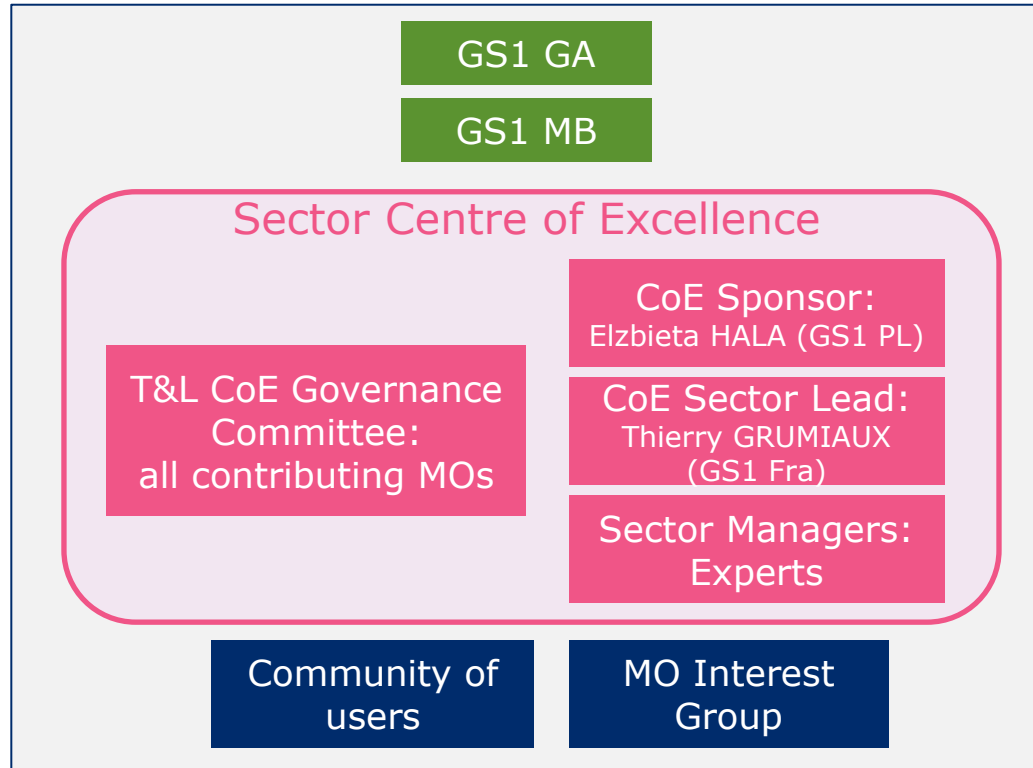 GS1 GA
GS1 MB
Sector Centre of Excellence
T&L CoE Governance
Committee:
all contributing MOs
CoE Sponsor:
Elzbieta HALA (GS1 PL)
CoE Sector Lead:
Thierry GRUMIAUX
(GS1 Fra)
Sector Managers:
Experts
Community of
users
MO Interest
Group